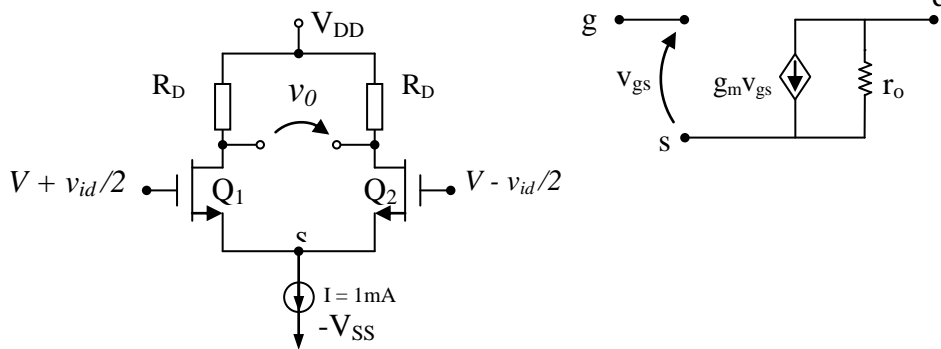 V_DD
R_D
v_0
R_D
V + v_id/2
Q_1
Q_2
V - v_id/2
S
I = 1mA
-V_SS
g
v_gs
g_m v_gs
r_o
s